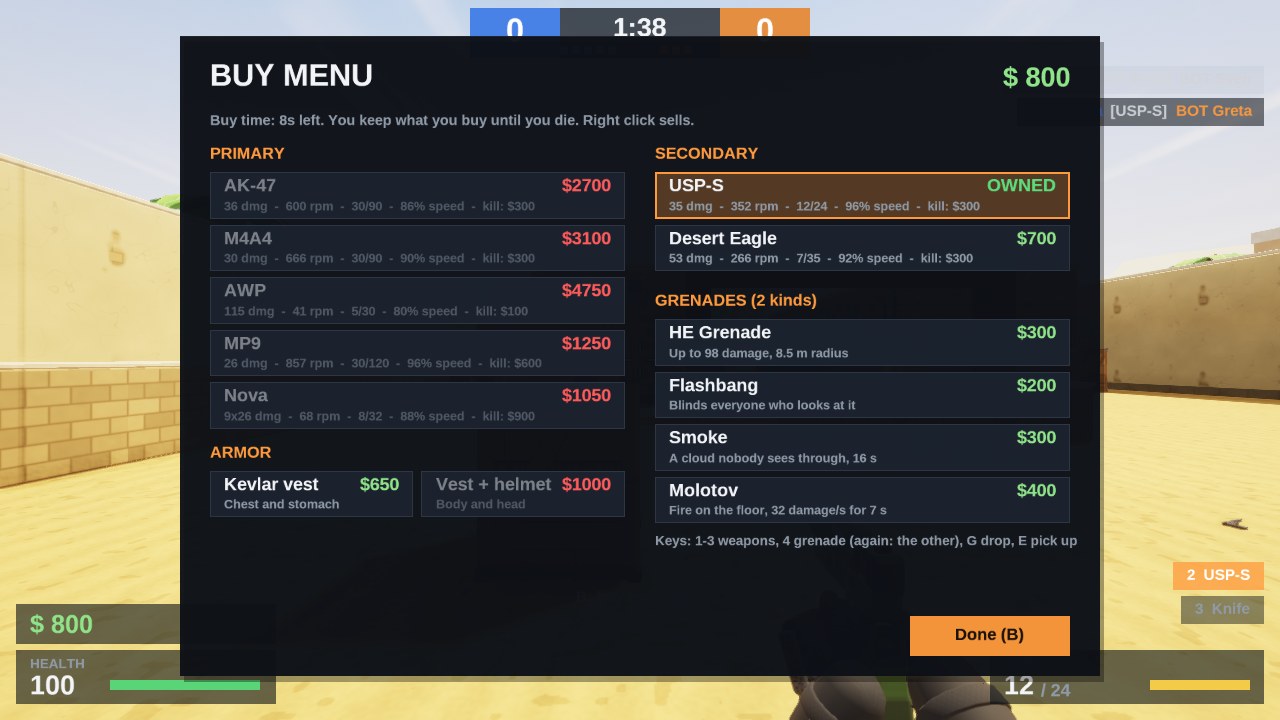 0 1:38 0
BUY MENU
$ 800
Buy time: 8s left. You keep what you buy until you die. Right click sells.
[USP-S] BOT Greta
PRIMARY
AK-47 $2700
36 dmg - 600 rpm - 30/90 - 86% speed - kill: $300
M4A4 $3100
30 dmg - 666 rpm - 30/90 - 90% speed - kill: $300
AWP $4750
115 dmg - 41 rpm - 5/30 - 80% speed - kill: $100
MP9 $1250
26 dmg - 857 rpm - 30/120 - 96% speed - kill: $600
Nova $1050
9x26 dmg - 68 rpm - 8/32 - 88% speed - kill: $900
ARMOR
Kevlar vest $650
Chest and stomach
Vest + helmet $1000
Body and head
SECONDARY
USP-S OWNED
35 dmg - 352 rpm - 12/24 - 96% speed - kill: $300
Desert Eagle $700
53 dmg - 266 rpm - 7/35 - 92% speed - kill: $300
GRENADES (2 kinds)
HE Grenade $300
Up to 98 damage, 8.5 m radius
Flashbang $200
Blinds everyone who looks at it
Smoke $300
A cloud nobody sees through, 16 s
Molotov $400
Fire on the floor, 32 damage/s for 7 s
Keys: 1-3 weapons, 4 grenade (again: the other), G drop, E pick up
Done (B)
2 USP-S
3 Knife
$ 800
HEALTH
100
12 / 24